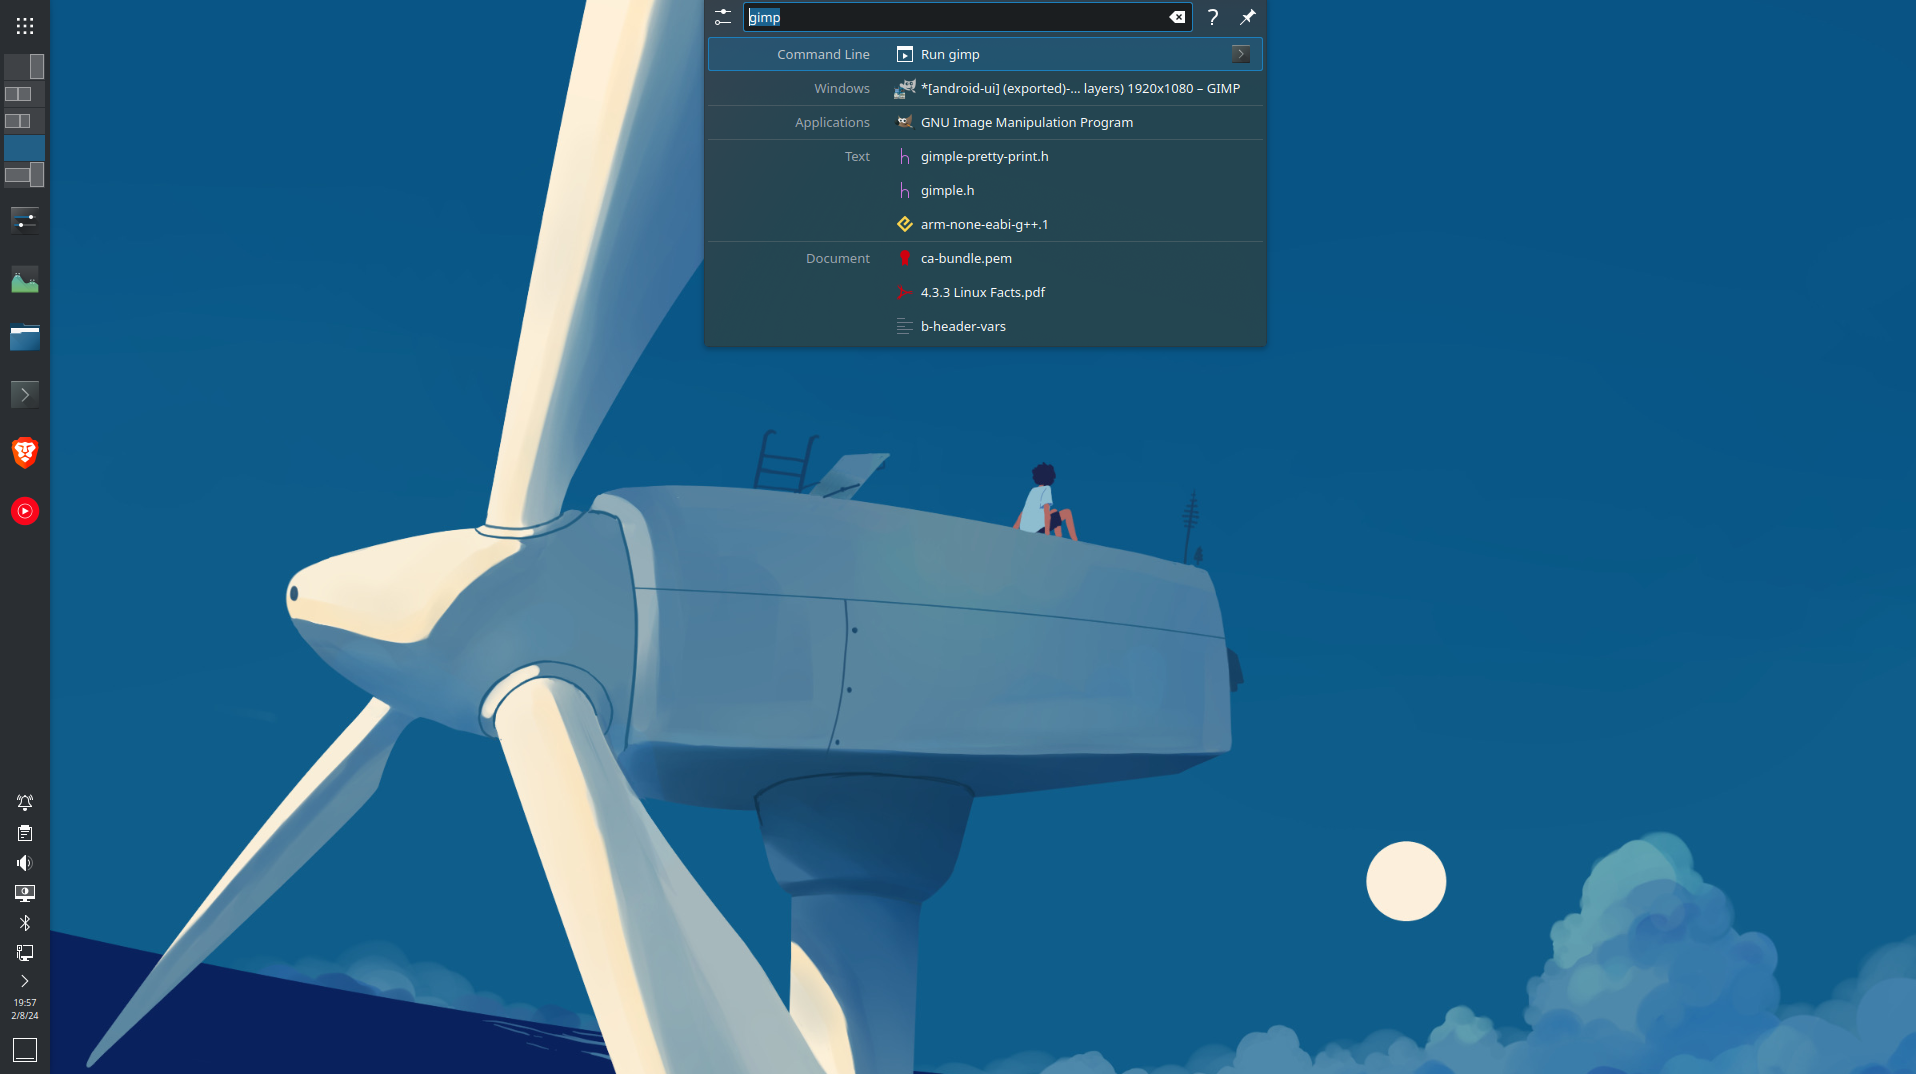 gimp
?
Command Line Run gimp
Windows *[android-ui] (exported)-... layers) 1920x1080 – GIMP
Applications GNU Image Manipulation Program
Text gimple-pretty-print.h
gimple.h
arm-none-eabi-g++.1
Document ca-bundle.pem
4.3.3 Linux Facts.pdf
b-header-vars
19:57
2/8/24